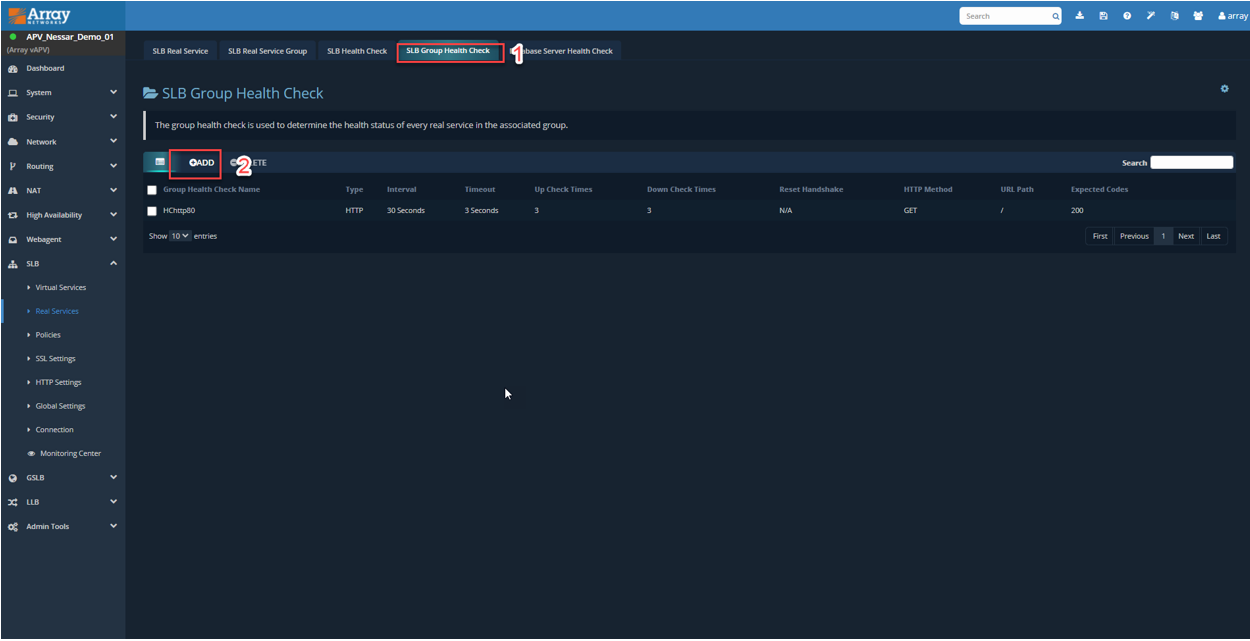 Array
NETWORKS
Search
array
APV_Nessar_Demo_01
(Array vAPV)
Dashboard
System
Security
Network
Routing
NAT
High Availability
Webagent
SLB
Virtual Services
Real Services
Policies
SSL Settings
HTTP Settings
Global Settings
Connection
Monitoring Center
GSLB
LLB
Admin Tools
SLB Real Service
SLB Real Service Group
SLB Health Check
SLB Group Health Check
1
base Server Health Check
SLB Group Health Check
The group health check is used to determine the health status of every real service in the associated group.
ADD
2
ETE
Search
Group Health Check Name Type Interval Timeout Up Check Times Down Check Times Reset Handshake HTTP Method URL Path Expected Codes
HChttp80 HTTP 30 Seconds 3 Seconds 3 3 N/A GET / 200
Show 10 entries
First Previous 1 Next Last